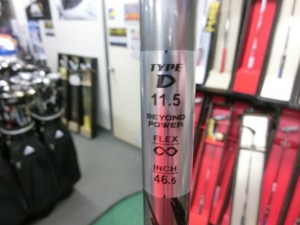 TYPE
D
11.5
BEYOND
POWER
FLEX
∞
INCH
46.5